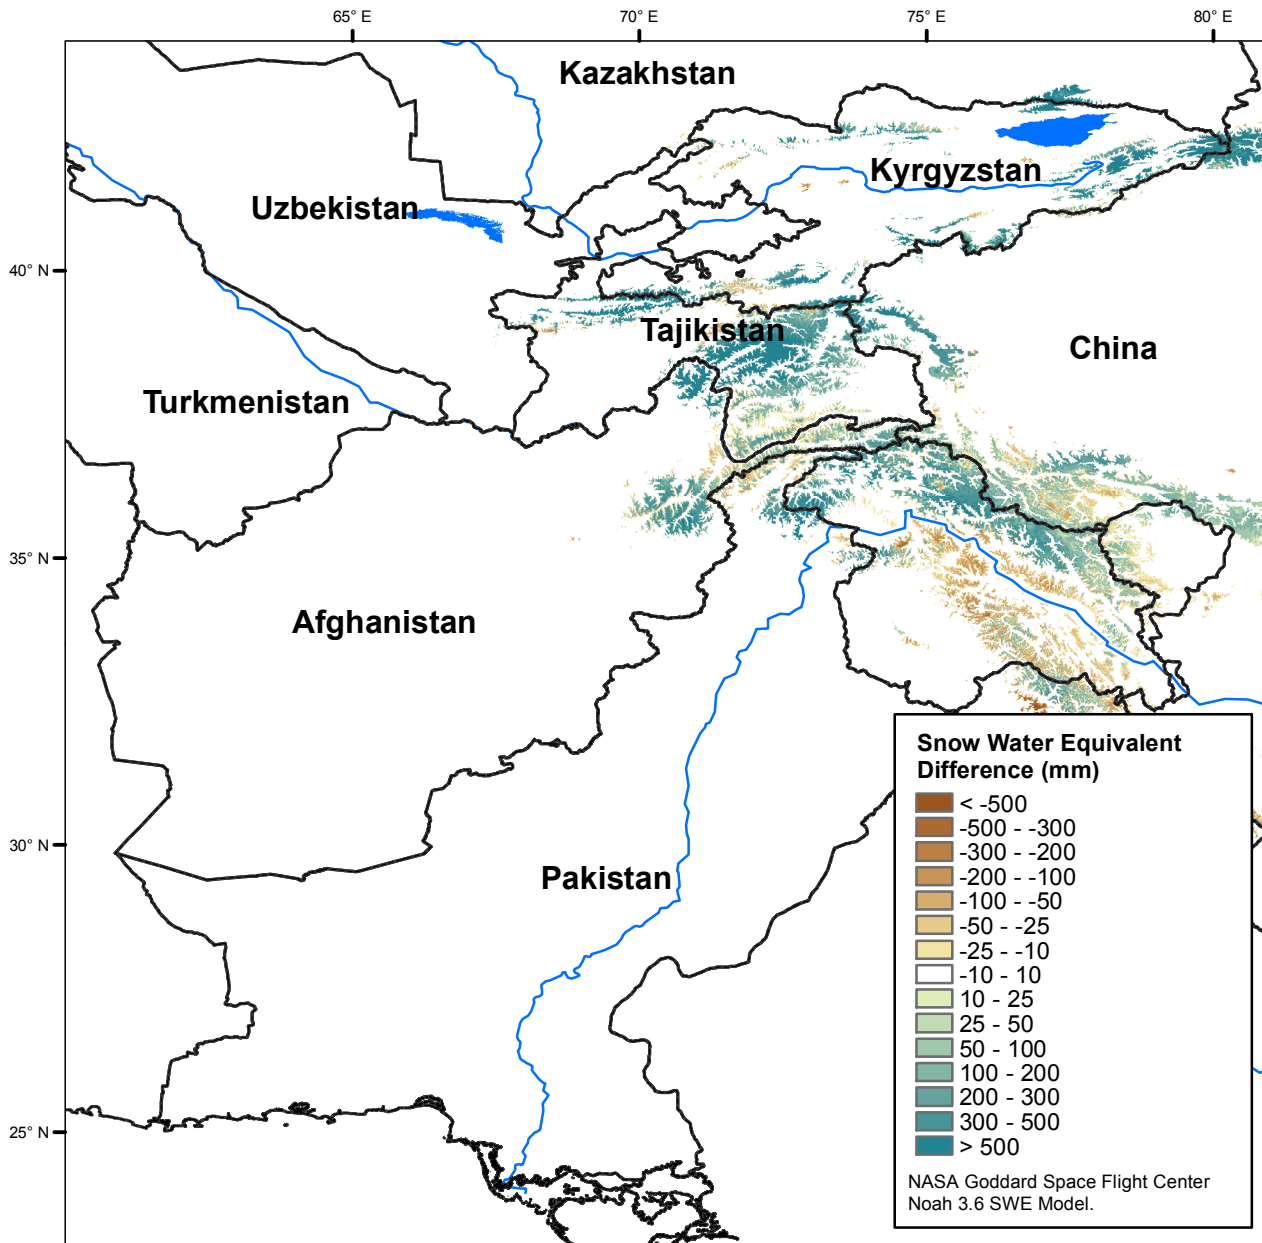 65° E
70° E
75° E
80° E
Kazakhstan
Kyrgyzstan
Uzbekistan
40° N
Tajikistan
China
Turkmenistan
35° N
Afghanistan
30° N
Pakistan
25° N
Snow Water Equivalent
Difference (mm)
< -500
-500 - -300
-300 - -200
-200 - -100
-100 - -50
-50 - -25
-25 - -10
-10 - 10
10 - 25
25 - 50
50 - 100
100 - 200
200 - 300
300 - 500
> 500
NASA Goddard Space Flight Center
Noah 3.6 SWE Model.